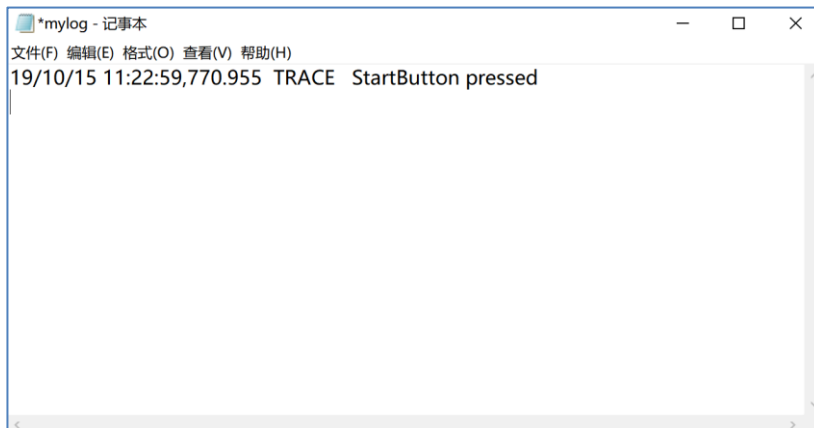 *mylog - 记事本
文件(F) 编辑(E) 格式(O) 查看(V) 帮助(H)
19/10/15 11:22:59,770.955 TRACE StartButton pressed